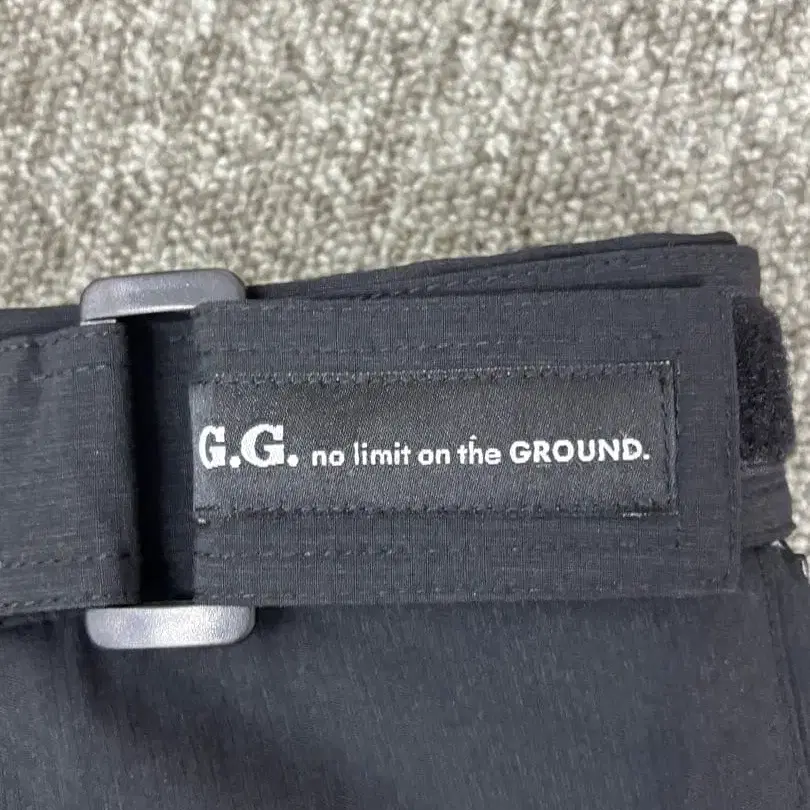 G.G. no limit on the GROUND.